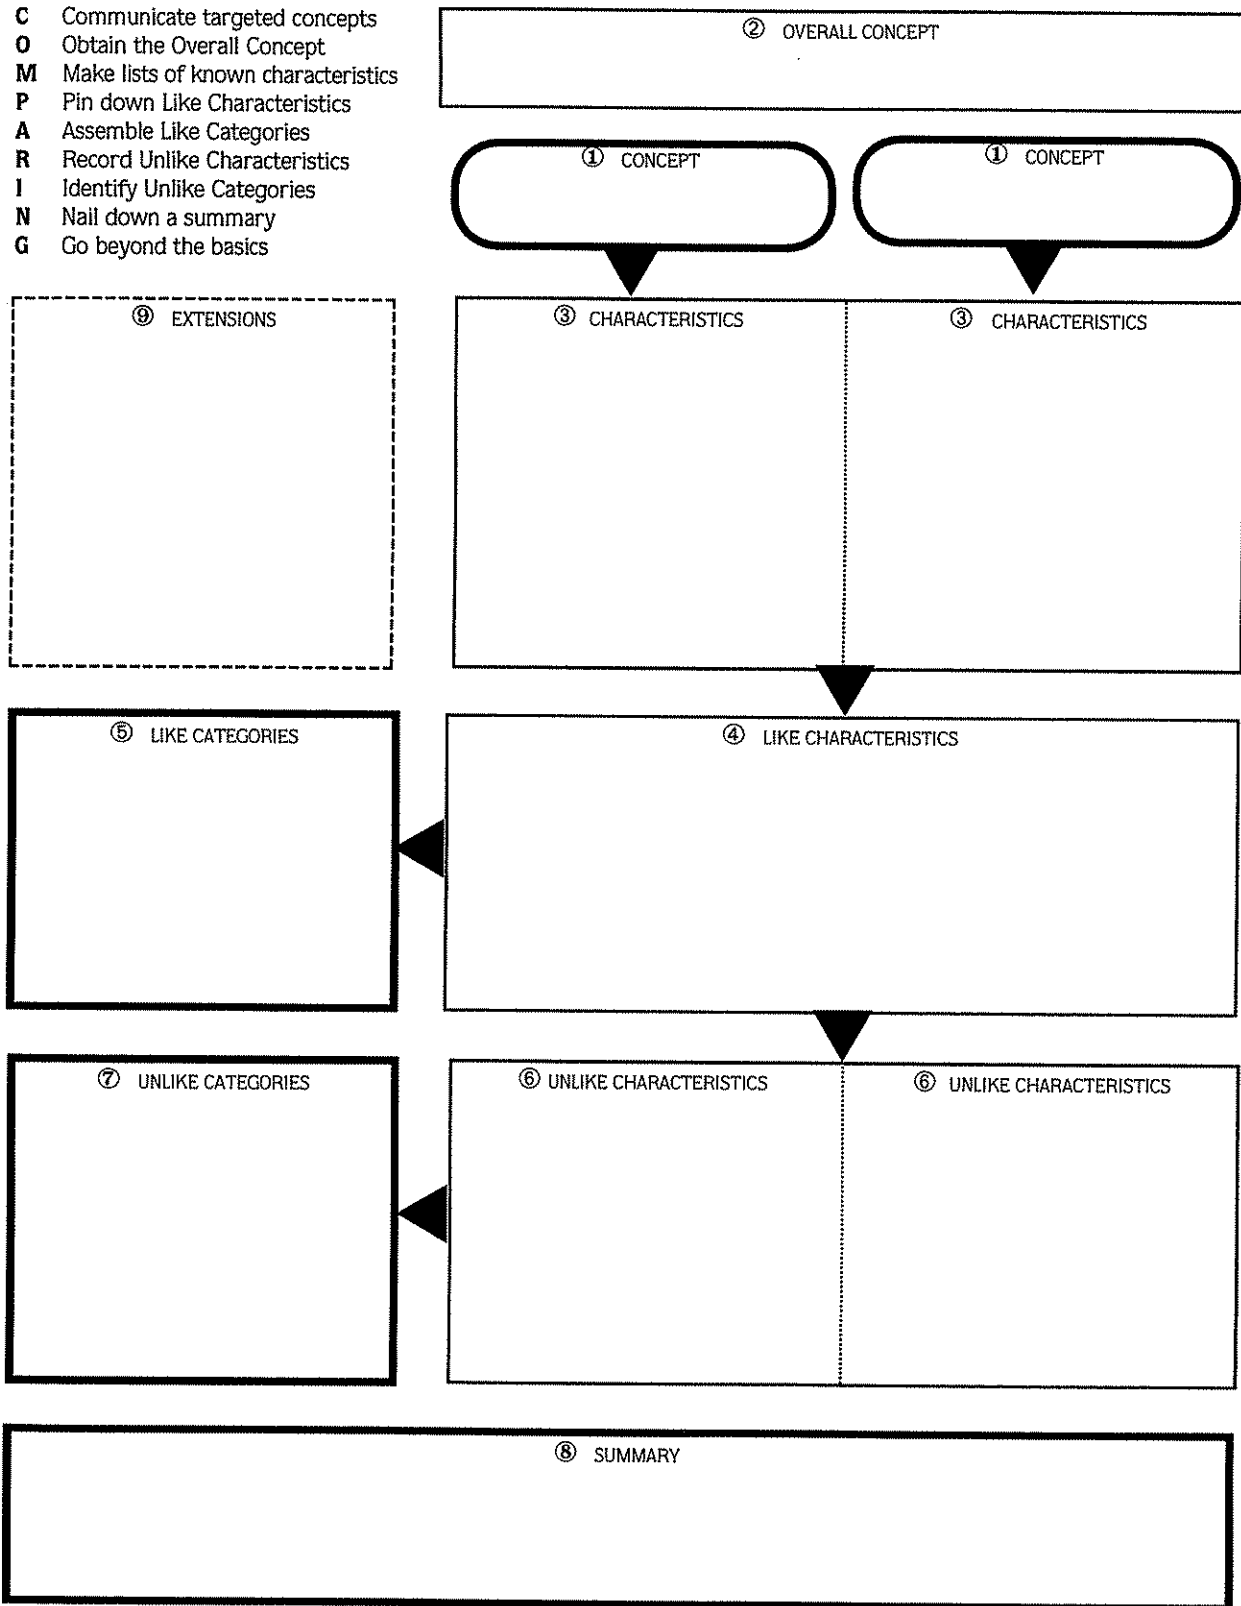 C Communicate targeted concepts
O Obtain the Overall Concept
M Make lists of known characteristics
P Pin down Like Characteristics
A Assemble Like Categories
R Record Unlike Characteristics
I Identify Unlike Categories
N Nail down a summary
G Go beyond the basics
② OVERALL CONCEPT
① CONCEPT
① CONCEPT
⑨ EXTENSIONS
③ CHARACTERISTICS
③ CHARACTERISTICS
⑤ LIKE CATEGORIES
④ LIKE CHARACTERISTICS
⑦ UNLIKE CATEGORIES
⑥ UNLIKE CHARACTERISTICS
⑥ UNLIKE CHARACTERISTICS
⑧ SUMMARY